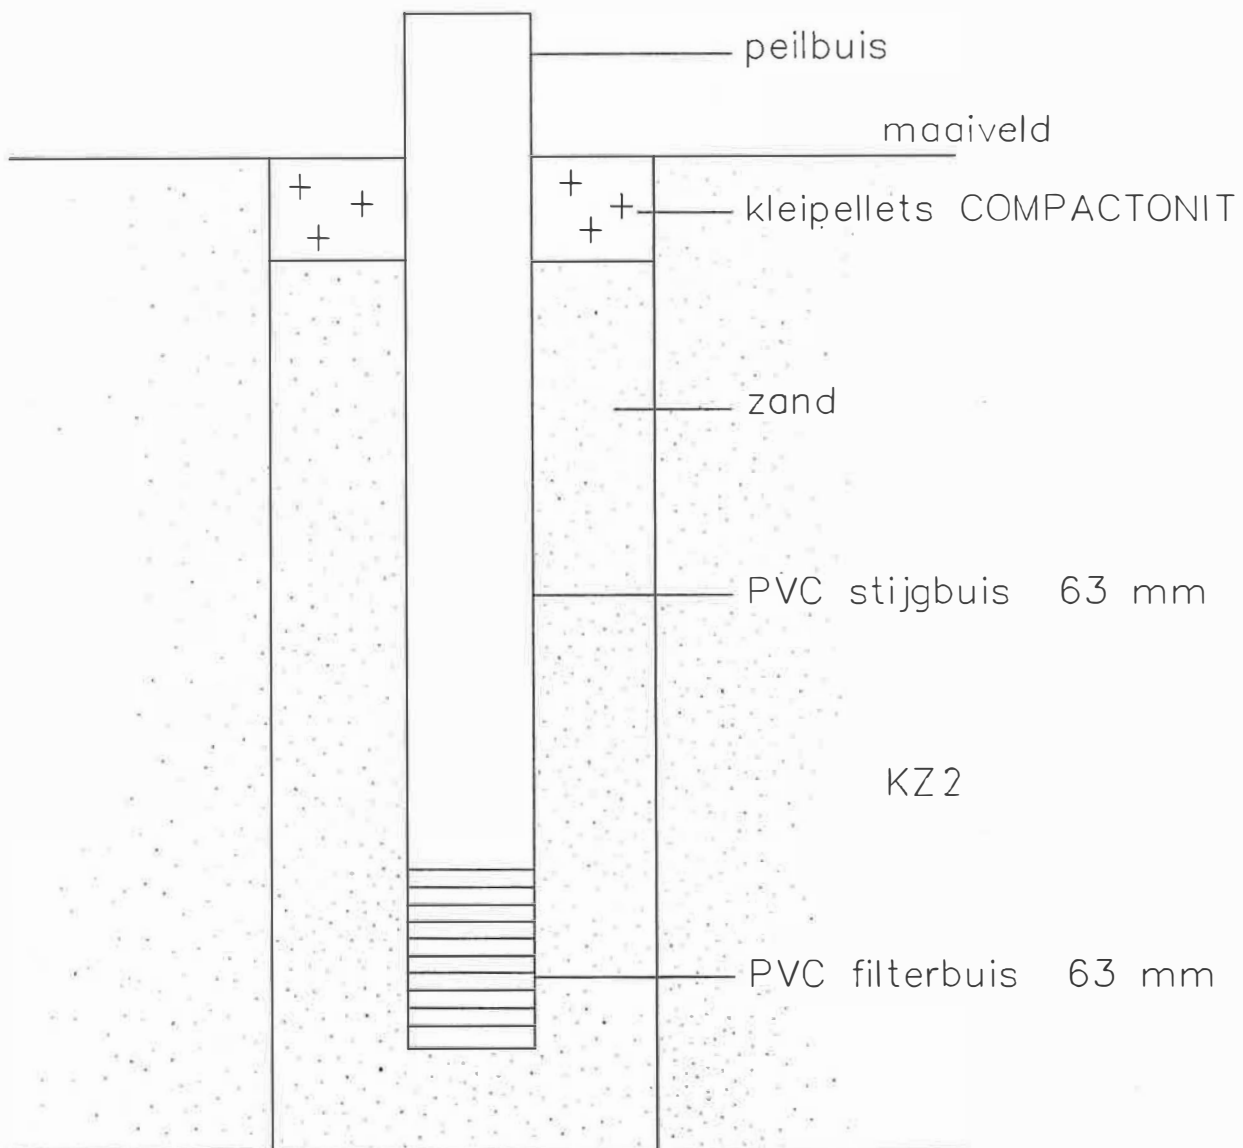 peilbuis
maaiveld
kleipellets COMPACTONIT
zand
PVC stijgbuis 63 mm
KZ2
PVC filterbuis 63 mm